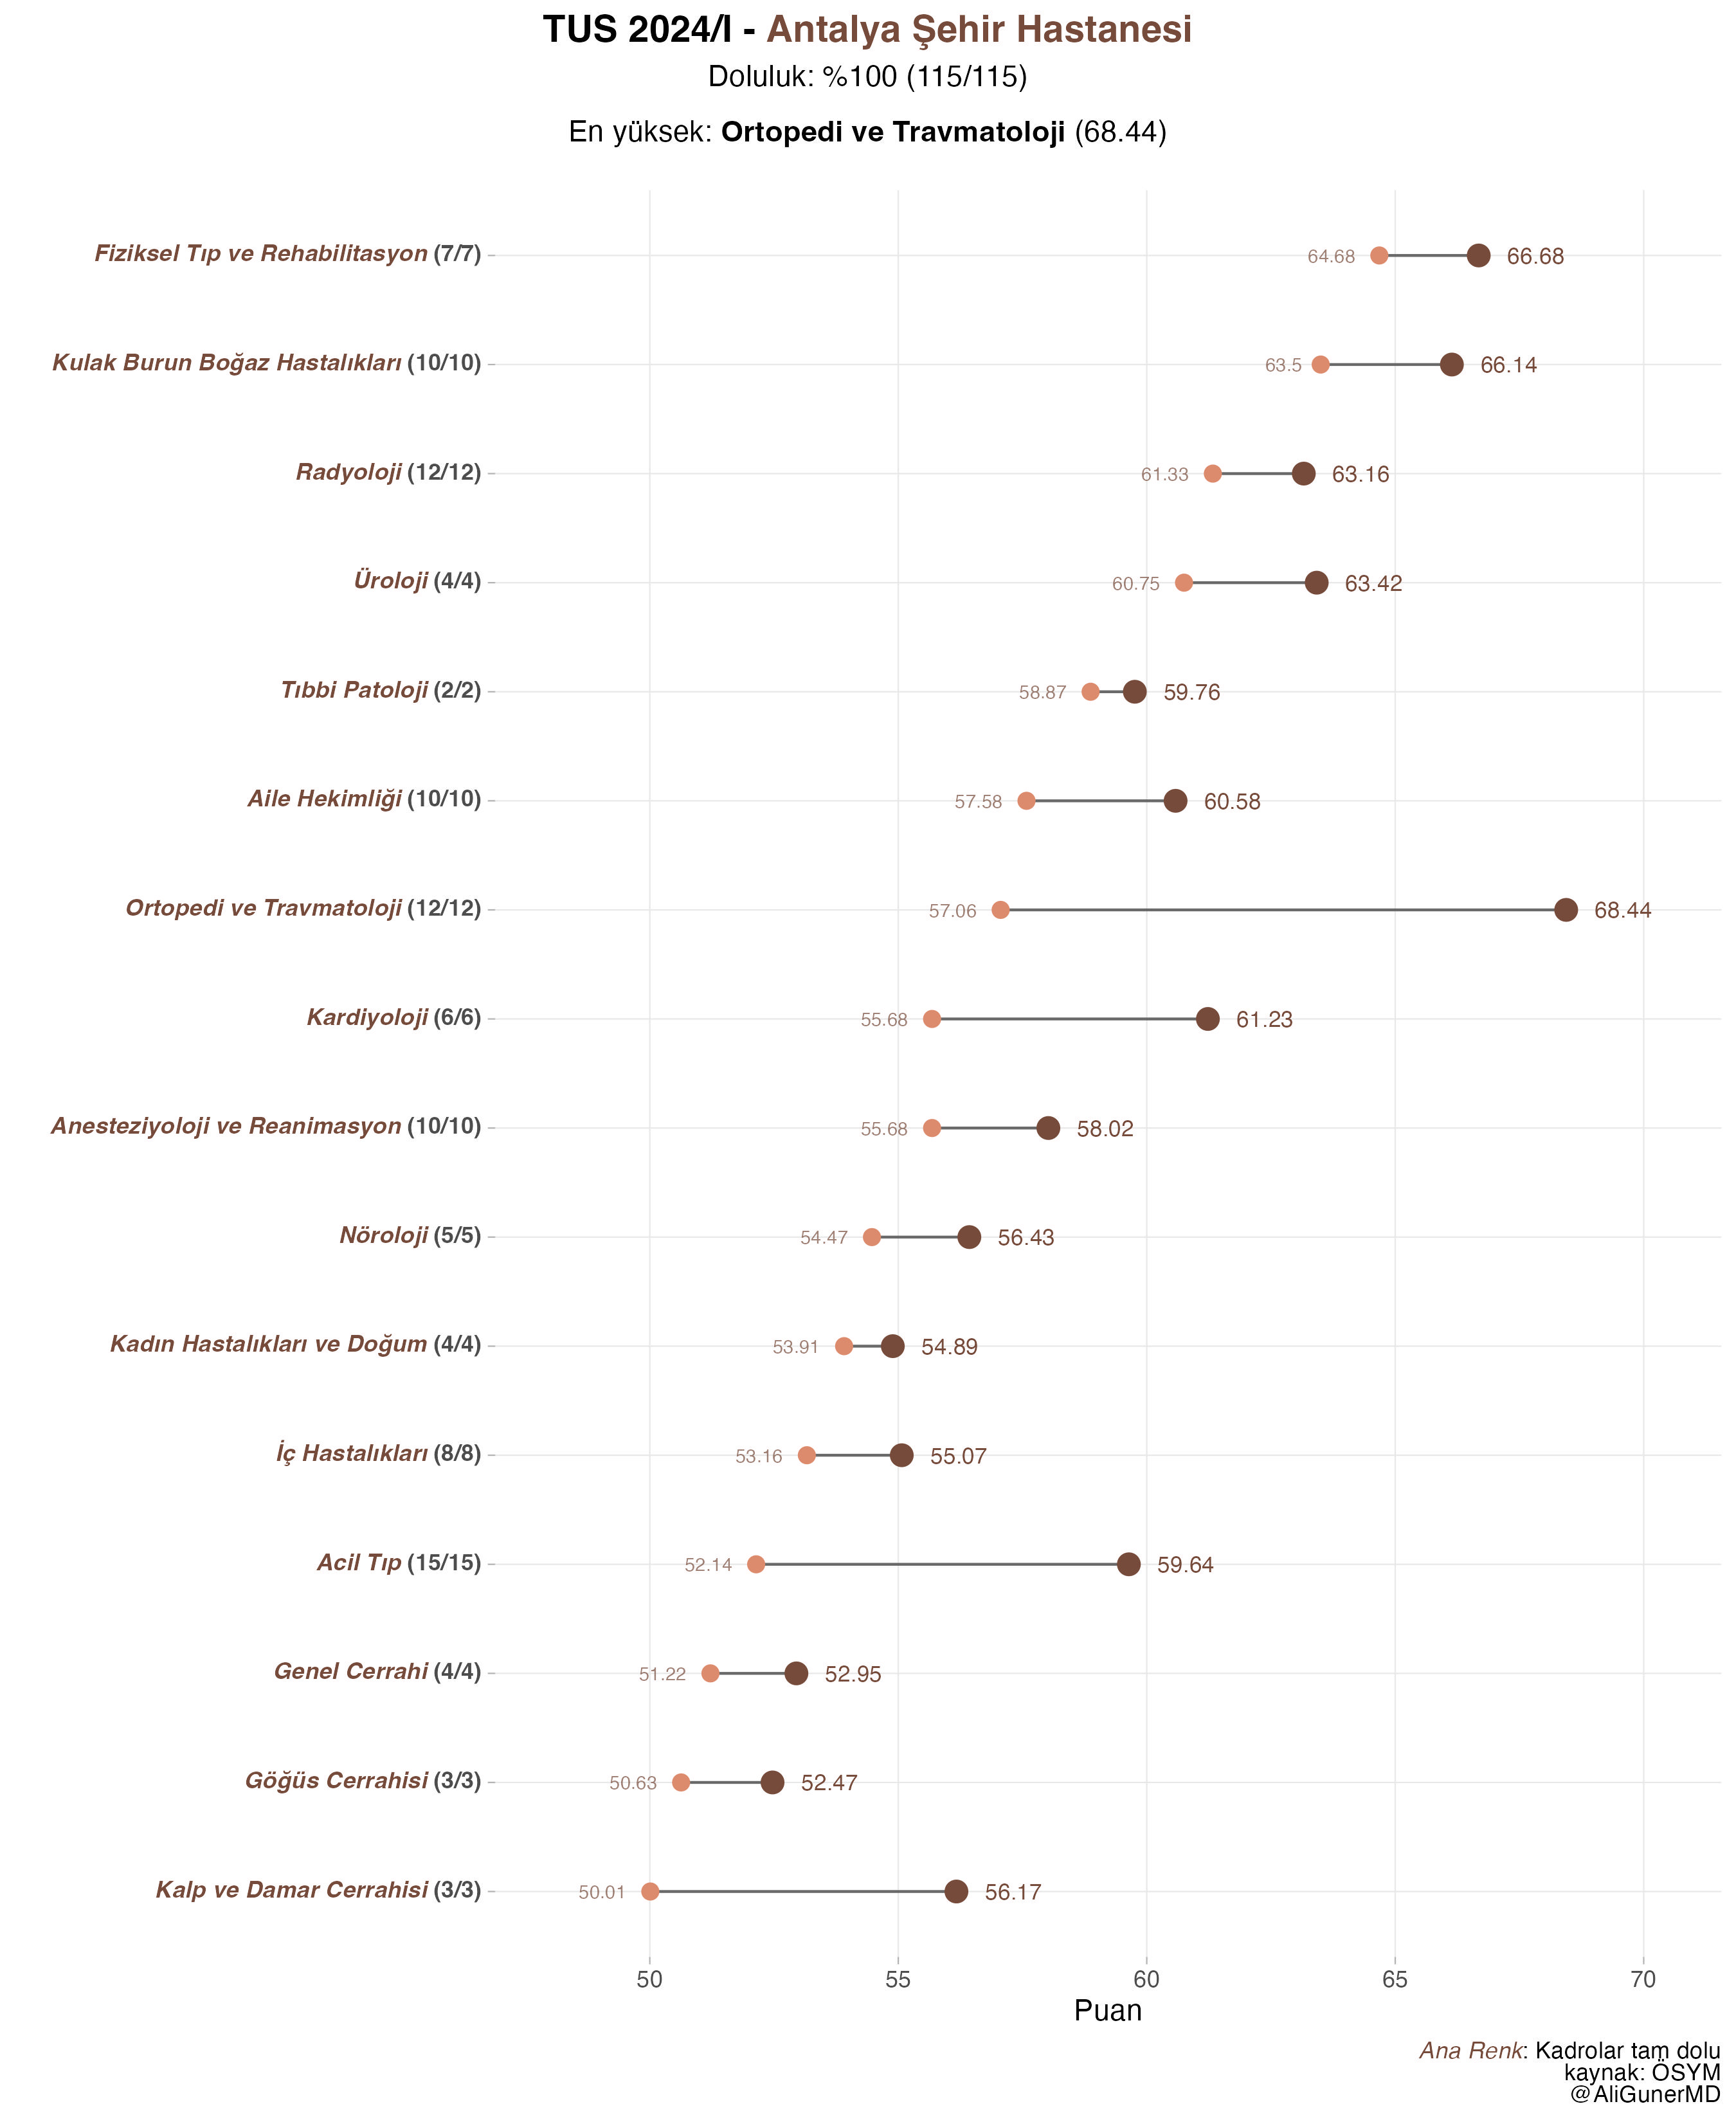 TUS 2024/I - Antalya Şehir Hastanesi
Doluluk: %100 (115/115)
En yüksek: Ortopedi ve Travmatoloji (68.44)
Fiziksel Tıp ve Rehabilitasyon (7/7) 64.68 66.68
Kulak Burun Boğaz Hastalıkları (10/10) 63.5 66.14
Radyoloji (12/12) 61.33 63.16
Üroloji (4/4) 60.75 63.42
Tıbbi Patoloji (2/2) 58.87 59.76
Aile Hekimliği (10/10) 57.58 60.58
Ortopedi ve Travmatoloji (12/12) 57.06 68.44
Kardiyoloji (6/6) 55.68 61.23
Anesteziyoloji ve Reanimasyon (10/10) 55.68 58.02
Nöroloji (5/5) 54.47 56.43
Kadın Hastalıkları ve Doğum (4/4) 53.91 54.89
İç Hastalıkları (8/8) 53.16 55.07
Acil Tıp (15/15) 52.14 59.64
Genel Cerrahi (4/4) 51.22 52.95
Göğüs Cerrahisi (3/3) 50.63 52.47
Kalp ve Damar Cerrahisi (3/3) 50.01 56.17
50 55 60 65 70
Puan
Ana Renk: Kadrolar tam dolu
kaynak: ÖSYM
@AliGunerMD